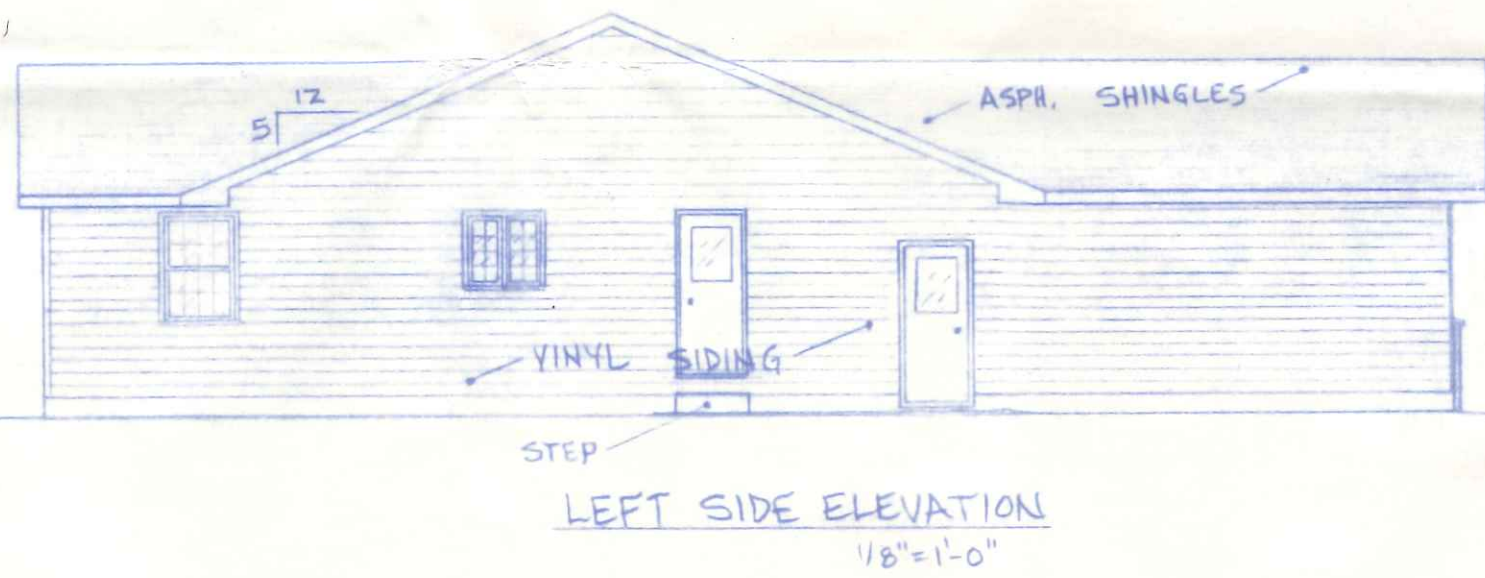 12
5
ASPH. SHINGLES
VINYL SIDING
STEP
LEFT SIDE ELEVATION
1/8"=1'-0"